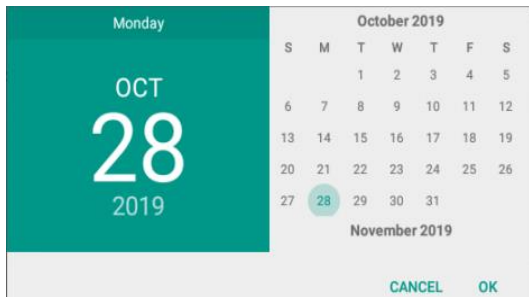 Monday
OCT
28
2019
October 2019
S M T W T F S
1 2 3 4 5
6 7 8 9 10 11 12
13 14 15 16 17 18 19
20 21 22 23 24 25 26
27 28 29 30 31
November 2019
CANCEL OK